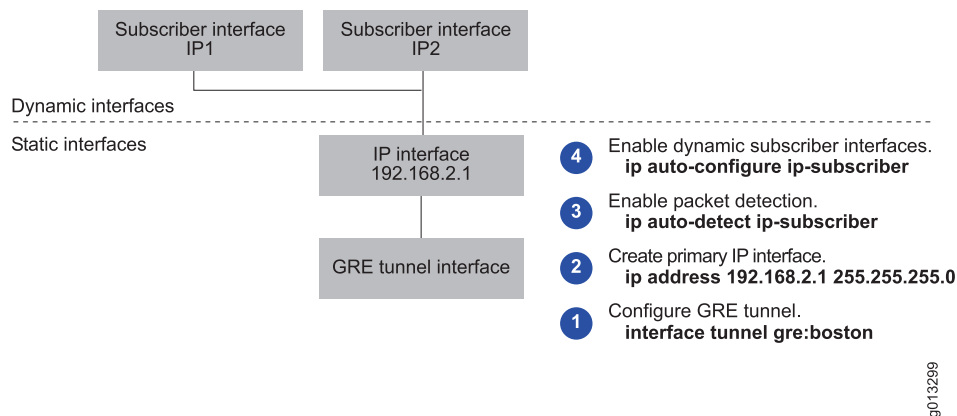 Subscriber interface
IP1
Subscriber interface
IP2
Dynamic interfaces
Static interfaces
IP interface
192.168.2.1
GRE tunnel interface
4
Enable dynamic subscriber interfaces.
ip auto-configure ip-subscriber
3
Enable packet detection.
ip auto-detect ip-subscriber
2
Create primary IP interface.
ip address 192.168.2.1 255.255.255.0
1
Configure GRE tunnel.
interface tunnel gre:boston
g013299